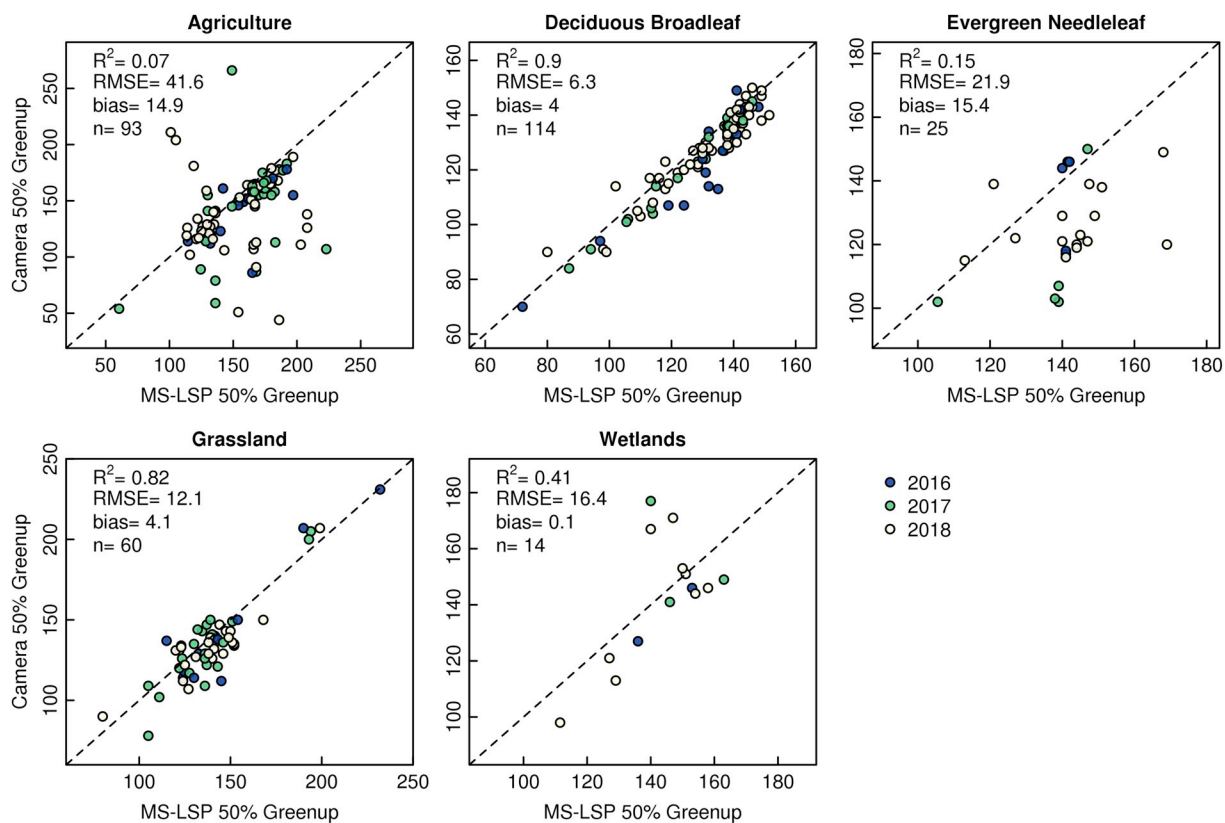 Agriculture
R²= 0.07
RMSE= 41.6
bias= 14.9
n= 93
50 100 150 200 250
50 100 150 200 250
MS-LSP 50% Greenup
Camera 50% Greenup
Deciduous Broadleaf
R²= 0.9
RMSE= 6.3
bias= 4
n= 114
60 80 100 120 140 160
60 80 100 120 140 160
MS-LSP 50% Greenup
Evergreen Needleleaf
R²= 0.15
RMSE= 21.9
bias= 15.4
n= 25
100 120 140 160 180
100 120 140 160 180
MS-LSP 50% Greenup
Grassland
R²= 0.82
RMSE= 12.1
bias= 4.1
n= 60
100 150 200 250
100 150 200 250
MS-LSP 50% Greenup
Camera 50% Greenup
Wetlands
R²= 0.41
RMSE= 16.4
bias= 0.1
n= 14
100 120 140 160 180
100 120 140 160 180
MS-LSP 50% Greenup
2016
2017
2018